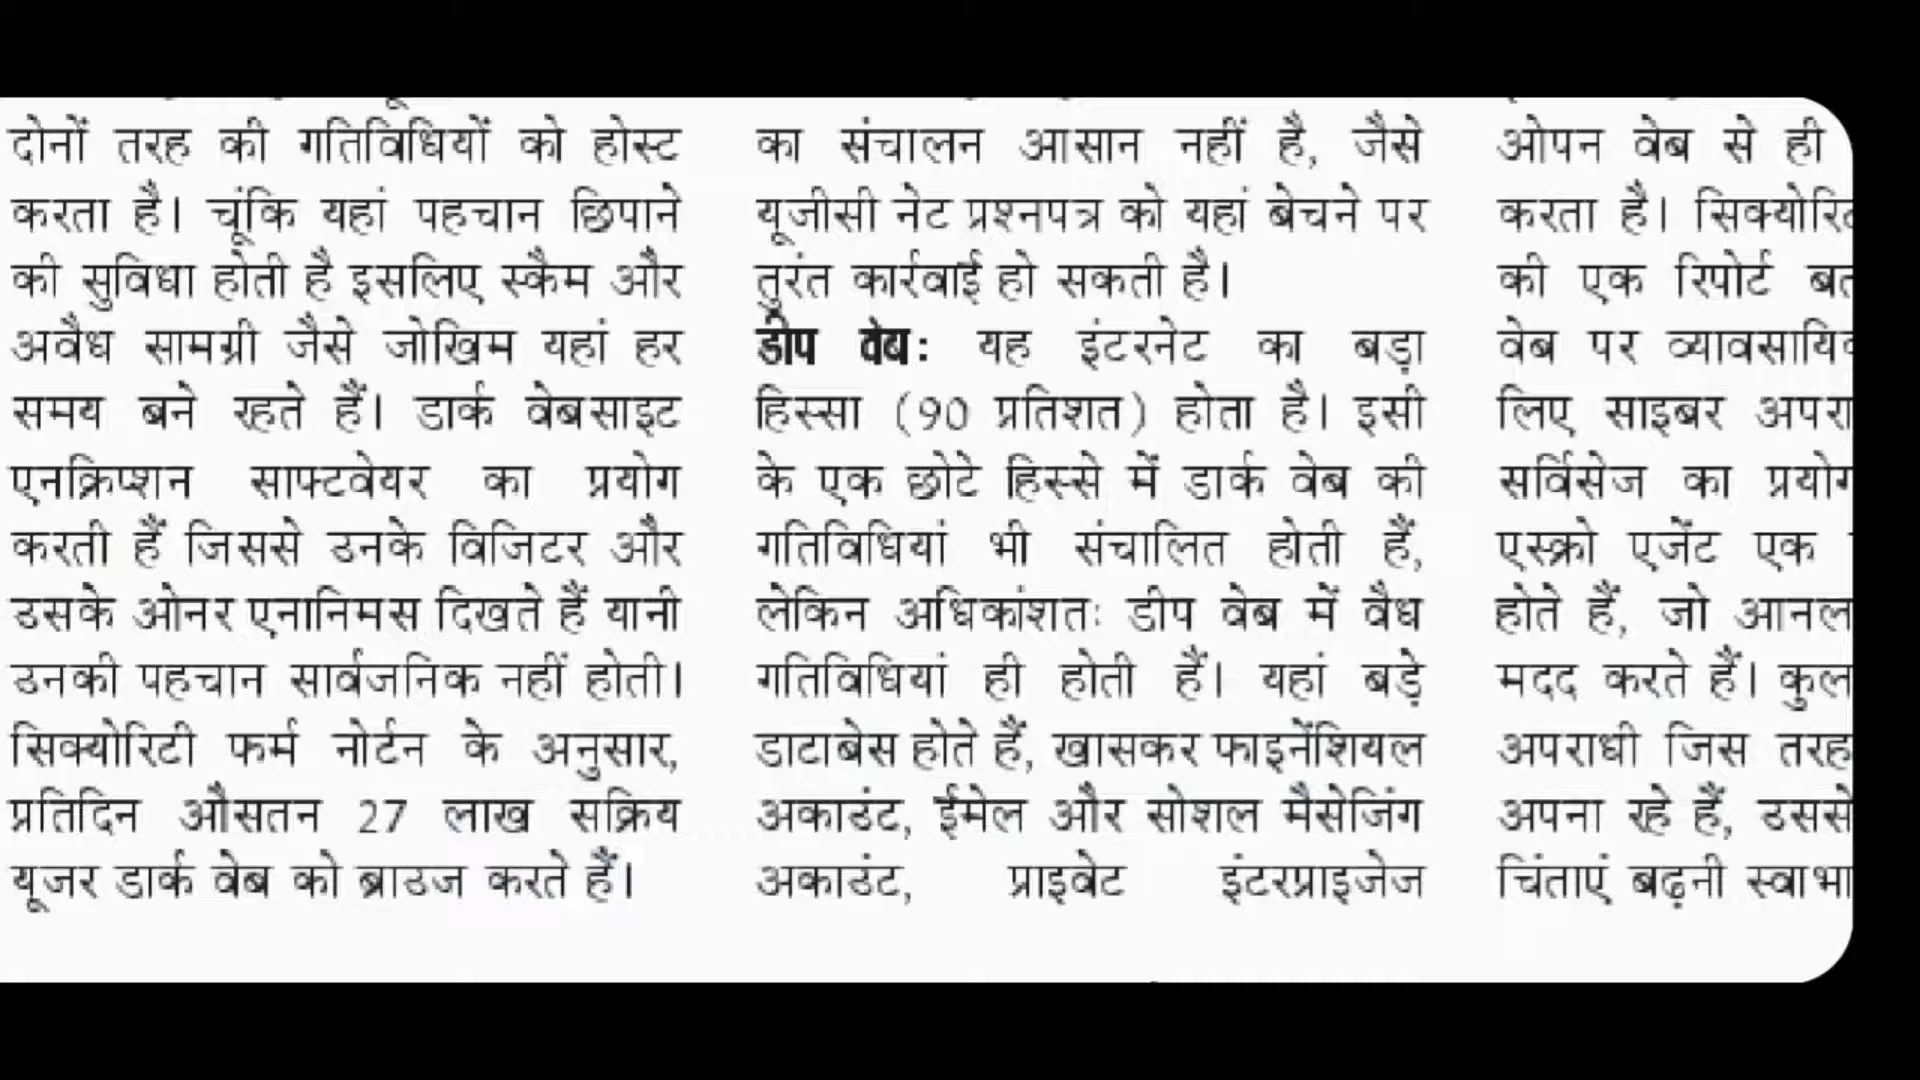 दोनों तरह की गतिविधियों को होस्ट
करता है। चूंकि यहां पहचान छिपाने
की सुविधा होती है इसलिए स्कैम और
अवैध सामग्री जैसे जोखिम यहां हर
समय बने रहते हैं। डार्क वेबसाइट
एनक्रिप्शन साफ्टवेयर का प्रयोग
करती हैं जिससे उनके विजिटर और
उसके ओनर एनानिमस दिखते हैं यानी
उनकी पहचान सार्वजनिक नहीं होती।
सिक्योरिटी फर्म नोर्टन के अनुसार,
प्रतिदिन औसतन 27 लाख सक्रिय
यूजर डार्क वेब को ब्राउज करते हैं।
का संचालन आसान नहीं है, जैसे
यूजीसी नेट प्रश्नपत्र को यहां बेचने पर
तुरंत कार्रवाई हो सकती है।
डीप वेब: यह इंटरनेट का बड़ा
हिस्सा (90 प्रतिशत) होता है। इसी
के एक छोटे हिस्से में डार्क वेब की
गतिविधियां भी संचालित होती हैं,
लेकिन अधिकांशतः डीप वेब में वैध
गतिविधियां ही होती हैं। यहां बड़े
डाटाबेस होते हैं, खासकर फाइनेंशियल
अकाउंट, ईमेल और सोशल मैसेजिंग
अकाउंट, प्राइवेट इंटरप्राइजेज
ओपन वेब से ही
करता है।
की एक रिपोर्ट
वेब पर
लिए साइबर
सर्विसेज का
एस्क्रो एजेंट एक
होते हैं, जो
मदद करते हैं। कुल
अपराधी जिस तरह
अपना रहे हैं, उससे
चिंताएं बढ़नी